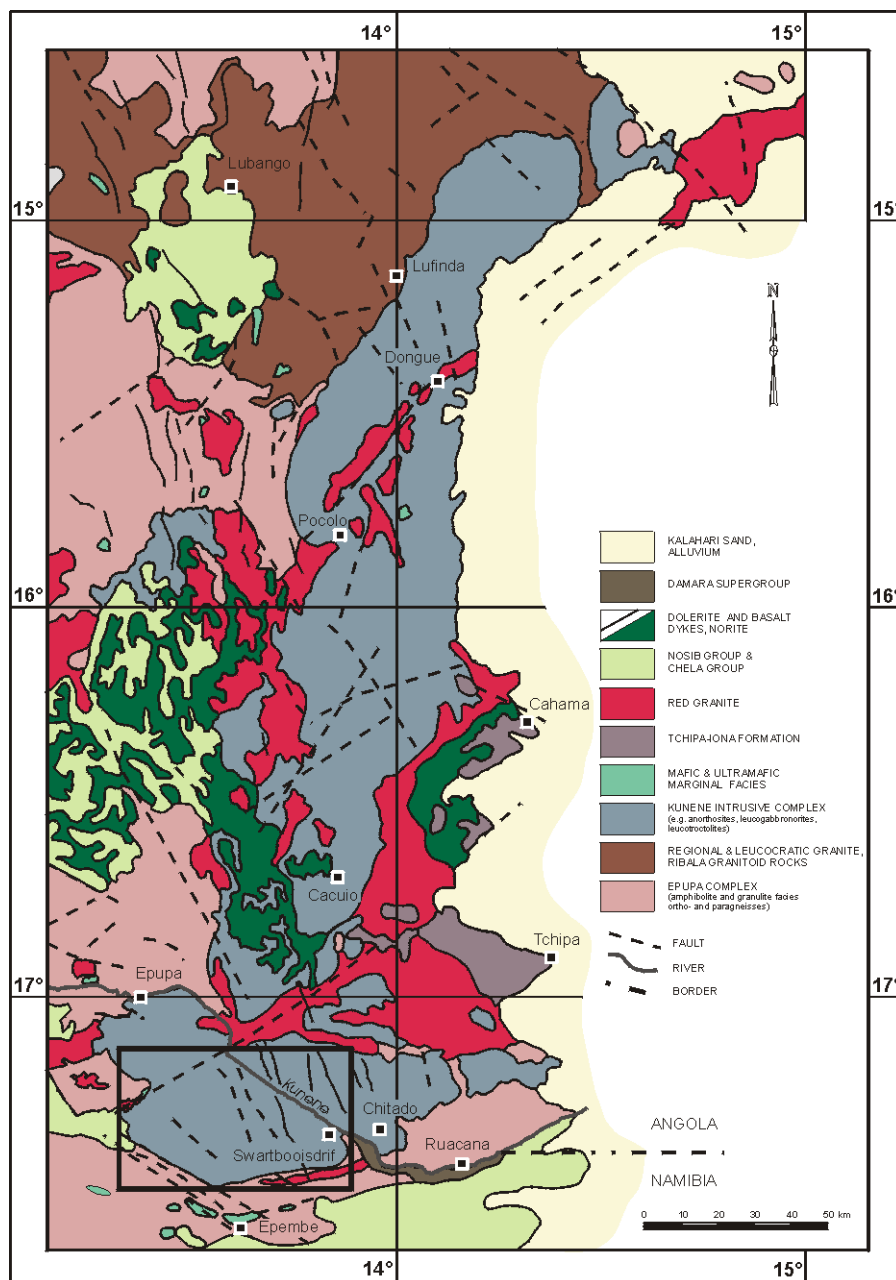 14°
15°
Lubango
15°
15°
Lufinda
N
Dongue
Pocolo
KALAHARI SAND,
ALLUVIUM
DAMARA SUPERGROUP
16°
16°
DOLERITE AND BASALT
DYKES, NORITE
NOSIB GROUP &
CHELA GROUP
Cahama
RED GRANITE
TCHIPA-IONA FORMATION
MAFIC & ULTRAMAFIC
MARGINAL FACIES
KUNENE INTRUSIVE COMPLEX
(e.g. anorthosites, leucogabbronorites,
leucotroctolites)
REGIONAL & LEUCOCRATIC GRANITE,
RIBALA GRANITOID ROCKS
Cacuio
EPUPA COMPLEX
(amphibolite and granulite facies
ortho- and paragneisses)
Tchipa
FAULT
RIVER
BORDER
Epupa
17°
17°
Kunene
Chitado
Ruacana
ANGOLA
Swartbooisdrif
NAMIBIA
Epembe
0 10 20 30 40 50 km
14°
15°